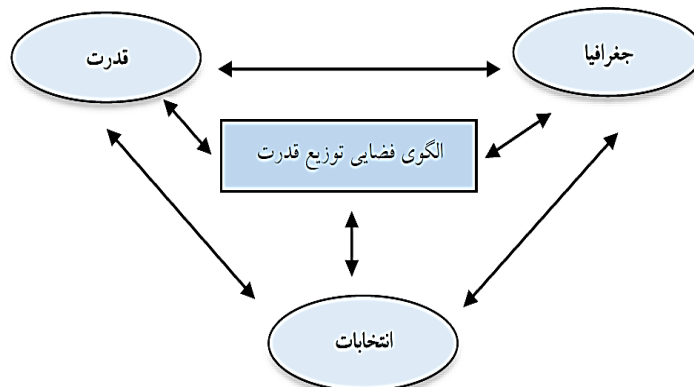 جغرافیا
قدرت
الگوی فضایی توزیع قدرت
انتخابات